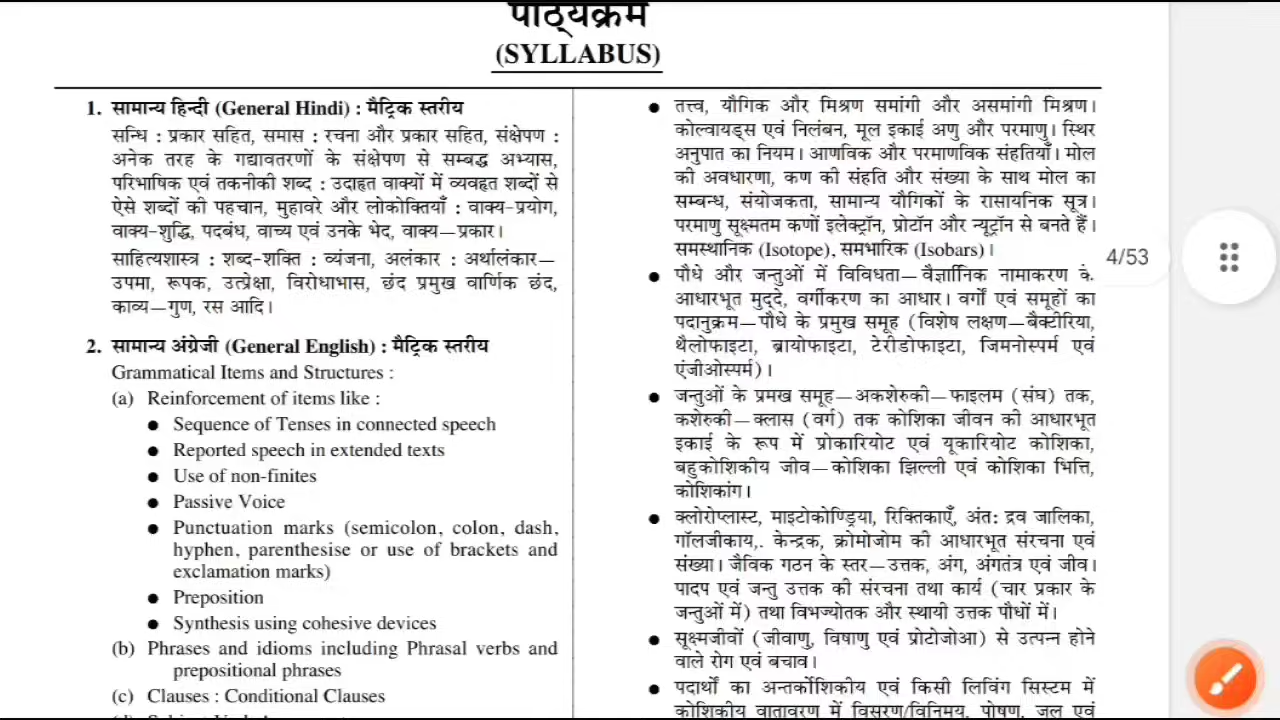 पाठ्यक्रम
(SYLLABUS)
1. सामान्य हिन्दी (General Hindi) : मैट्रिक स्तरीय
सन्धि : प्रकार सहित, समास : रचना और प्रकार सहित, संक्षेपण :
अनेक तरह के गद्यावतरणों के संक्षेपण से सम्बद्ध अभ्यास,
परिभाषिक एवं तकनीकी शब्द : उदाहृत वाक्यों में व्यवहृत शब्दों से
ऐसे शब्दों की पहचान, मुहावरे और लोकोक्तियाँ : वाक्य-प्रयोग,
वाक्य-शुद्धि, पदबंध, वाच्य एवं उनके भेद, वाक्य—प्रकार।
साहित्यशास्त्र : शब्द-शक्ति : व्यंजना, अलंकार : अर्थालंकार—
उपमा, रूपक, उत्प्रेक्षा, विरोधाभास, छंद प्रमुख वार्णिक छंद,
काव्य—गुण, रस आदि।
2. सामान्य अंग्रेजी (General English) : मैट्रिक स्तरीय
Grammatical Items and Structures :
(a) Reinforcement of items like :
● Sequence of Tenses in connected speech
● Reported speech in extended texts
● Use of non-finites
● Passive Voice
● Punctuation marks (semicolon, colon, dash,
hyphen, parenthesise or use of brackets and
exclamation marks)
● Preposition
● Synthesis using cohesive devices
(b) Phrases and idioms including Phrasal verbs and
prepositional phrases
(c) Clauses : Conditional Clauses
● तत्त्व, यौगिक और मिश्रण समांगी और असमांगी मिश्रण।
कोल्वायड्स एवं निलंबन, मूल इकाई अणु और परमाणु। स्थिर
अनुपात का नियम। आणविक और परमाणविक संहतियाँ। मोल
की अवधारणा, कण की संहति और संख्या के साथ मोल का
सम्बन्ध, संयोजकता, सामान्य यौगिकों के रासायनिक सूत्र।
परमाणु सूक्ष्मतम कणों इलेक्ट्रॉन, प्रोटॉन और न्यूट्रॉन से बनते हैं।
समस्थानिक (Isotope), समभारिक (Isobars)।
● पौधे और जन्तुओं में विविधता—वैज्ञाानिक नामाकरण के
आधारभूत मुद्दे, वर्गीकरण का आधार। वर्गों एवं समूहों का
पदानुक्रम—पौधे के प्रमुख समूह (विशेष लक्षण—बैक्टीरिया,
थैलोफाइटा, ब्रायोफाइटा, टेरीडोफाइटा, जिमनोस्पर्म एवं
एंजीओस्पर्म)।
● जन्तुओं के प्रमख समूह—अकशेरुकी—फाइलम (संघ) तक,
कशेरुकी—क्लास (वर्ग) तक कोशिका जीवन की आधारभूत
इकाई के रूप में प्रोकारियोट एवं यूकारियोट कोशिका,
बहुकोशिकीय जीव—कोशिका झिल्ली एवं कोशिका भित्ति,
कोशिकांग।
● क्लोरोप्लास्ट, माइटोकोण्ड्रिया, रिक्तिकाएँ, अंत: द्रव जालिका,
गॉलजीकाय,. केन्द्रक, क्रोमोजोम की आधारभूत संरचना एवं
संख्या। जैविक गठन के स्तर—उत्तक, अंग, अंगतंत्र एवं जीव।
पादप एवं जन्तु उत्तक की संरचना तथा कार्य (चार प्रकार के
जन्तुओं में) तथा विभज्योतक और स्थायी उत्तक पौधों में।
● सूक्ष्मजीवों (जीवाणु, विषाणु एवं प्रोटोजोआ) से उत्पन्न होने
वाले रोग एवं बचाव।
● पदार्थों का अन्तर्कोशिकीय एवं किसी लिविंग सिस्टम में
कोशिकीय वातावरण में विसरण/विनिमय, पोषण, जल एवं
4/53